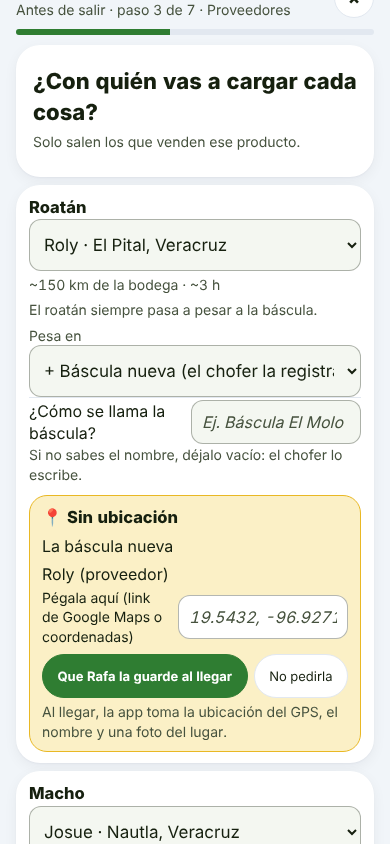 Antes de salir · paso 3 de 7 · Proveedores
¿Con quién vas a cargar cada
cosa?
Solo salen los que venden ese producto.
Roatán
Roly · El Pital, Veracruz
~150 km de la bodega · ~3 h
El roatán siempre pasa a pesar a la báscula.
Pesa en
+ Báscula nueva (el chofer la registra
¿Cómo se llama la
báscula?
Ej. Báscula El Molo
Si no sabes el nombre, déjalo vacío: el chofer lo
escribe.
📍 Sin ubicación
La báscula nueva
Roly (proveedor)
Pégala aquí (link
de Google Maps o
coordenadas)
19.5432, -96.9271
Que Rafa la guarde al llegar
No pedirla
Al llegar, la app toma la ubicación del GPS, el
nombre y una foto del lugar.
Macho
Josue · Nautla, Veracruz